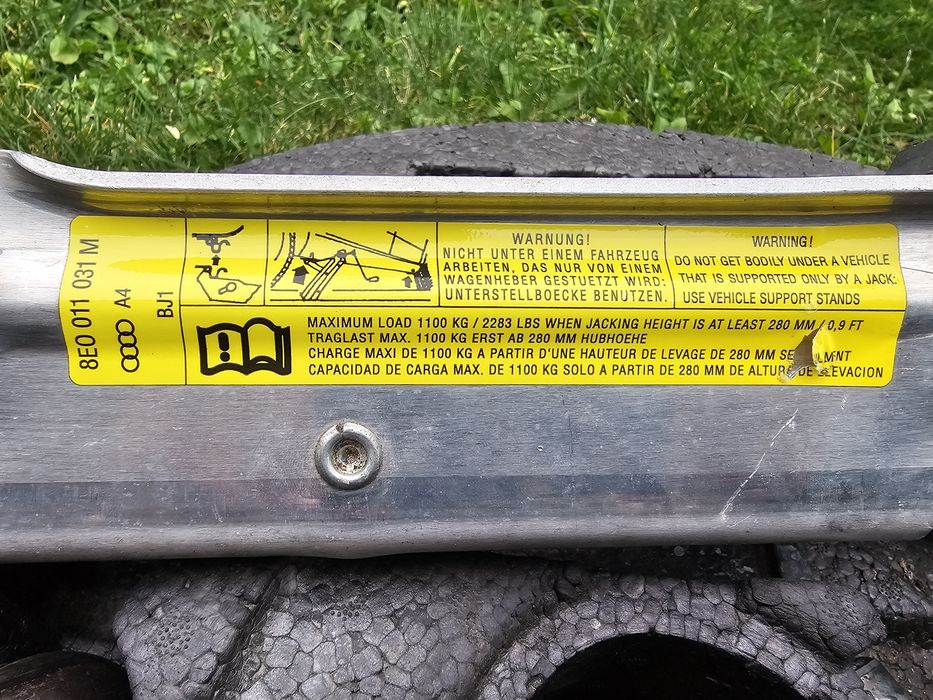 8E0 011 031 M
A4
BJ1
WARNUNG!
NICHT UNTER EINEM FAHRZEUG
ARBEITEN, DAS NUR VON EINEM
WAGENHEBER GESTUETZT WIRD:
UNTERSTELLBOECKE BENUTZEN.
WARNING!
DO NOT GET BODILY UNDER A VEHICLE
THAT IS SUPPORTED ONLY BY A JACK:
USE VEHICLE SUPPORT STANDS
MAXIMUM LOAD 1100 KG / 2283 LBS WHEN JACKING HEIGHT IS AT LEAST 280 MM / 0,9 FT
TRAGLAST MAX. 1100 KG ERST AB 280 MM HUBHOEHE
CHARGE MAXI DE 1100 KG A PARTIR D'UNE HAUTEUR DE LEVAGE DE 280 MM
CAPACIDAD DE CARGA MAX. DE 1100 KG SOLO A PARTIR DE 280 MM DE ALTURA DE ELEVACION